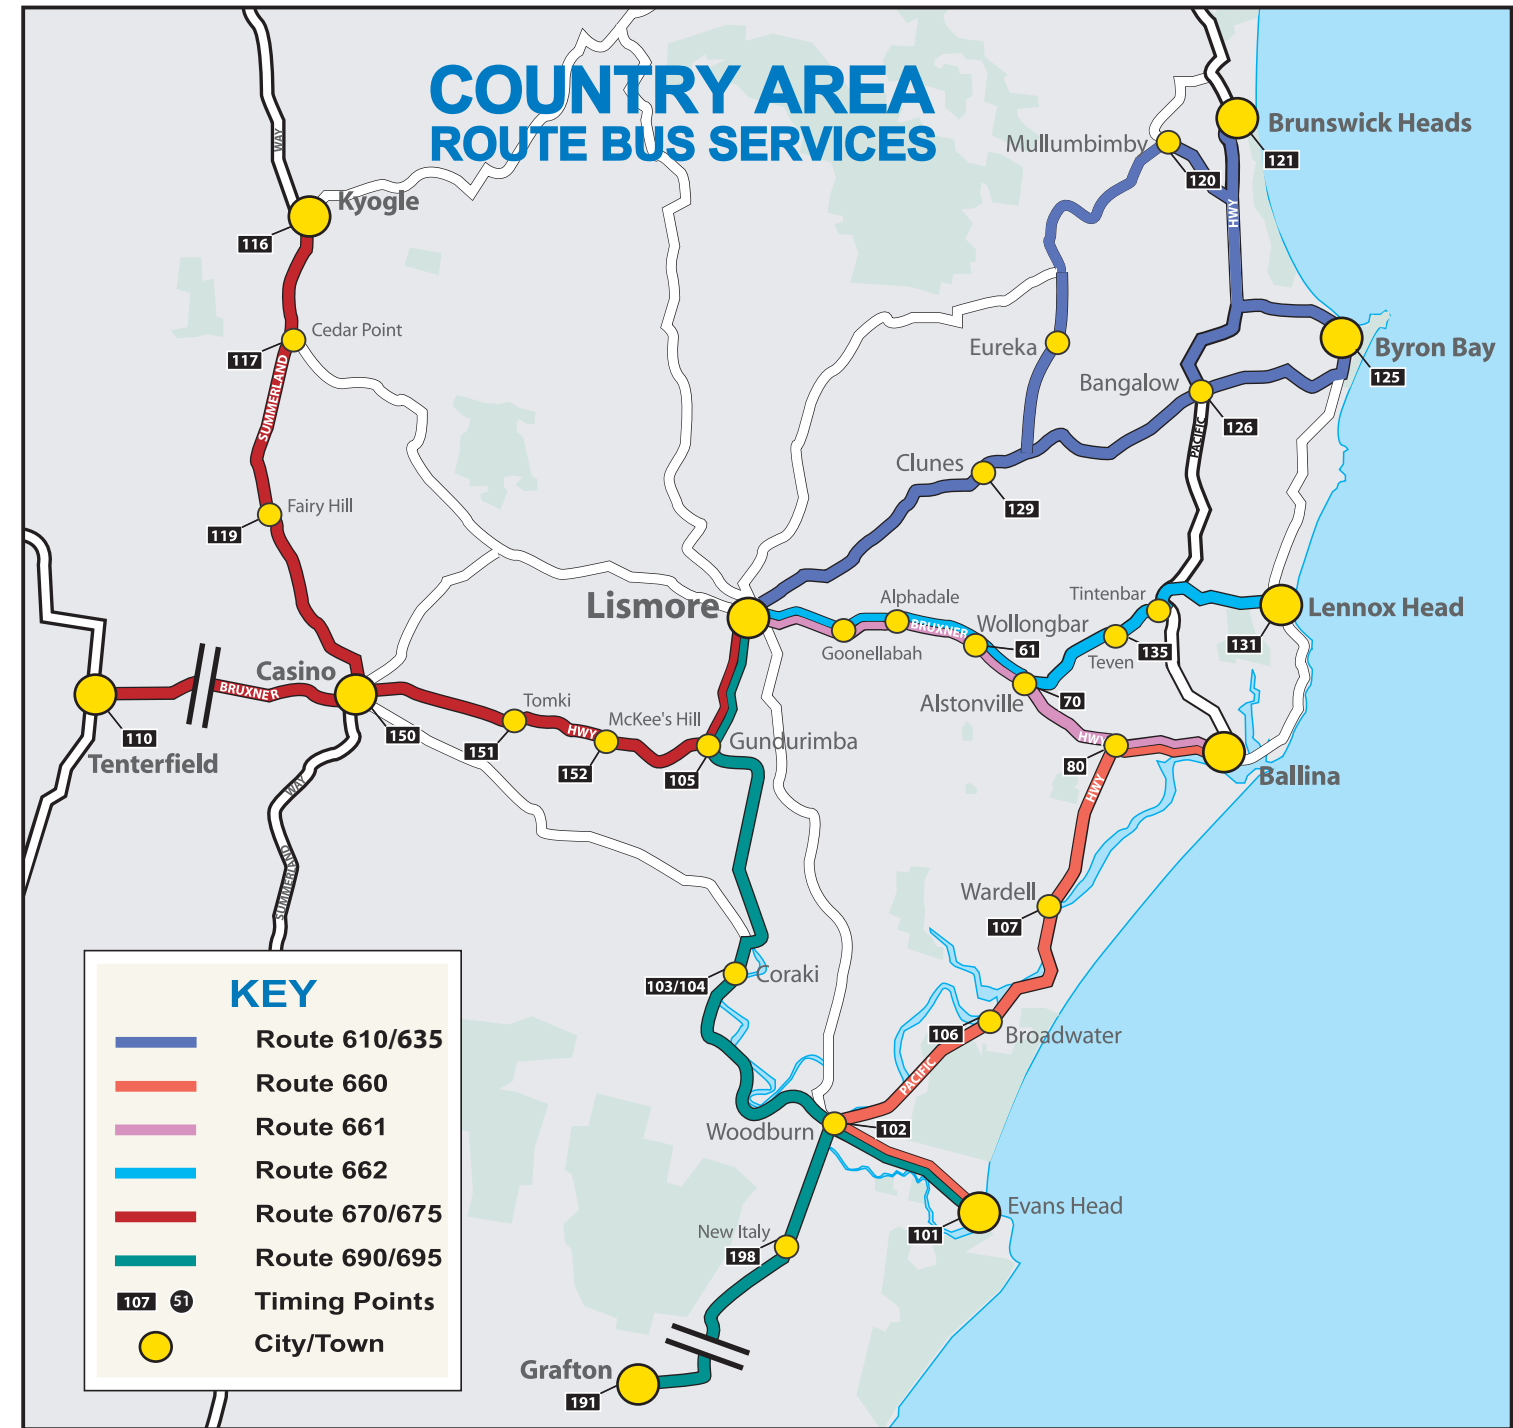 COUNTRY AREA
ROUTE BUS SERVICES
Brunswick Heads
121
Mullumbimby
120
WAY
Kyogle
116
HWY
Cedar Point
117
Eureka
Byron Bay
125
Bangalow
126
SUMMERLAND
PACIFIC
Clunes
129
Fairy Hill
119
Lismore
Alphadale
Tintenbar
Lennox Head
131
BRUXNER
Wollongbar
61
Goonellabah
Teven
135
Casino
150
BRUXNER
Tomki
151
McKee's Hill
HWY
152
Gundurimba
105
Alstonville
70
110
Tenterfield
HWY
80
Ballina
WAY
HWY
SUMMERLAND
Wardell
107
103/104
Coraki
106
Broadwater
PACIFIC
Woodburn
102
Evans Head
101
New Italy
198
Grafton
191
KEY
Route 610/635
Route 660
Route 661
Route 662
Route 670/675
Route 690/695
107 51 Timing Points
City/Town